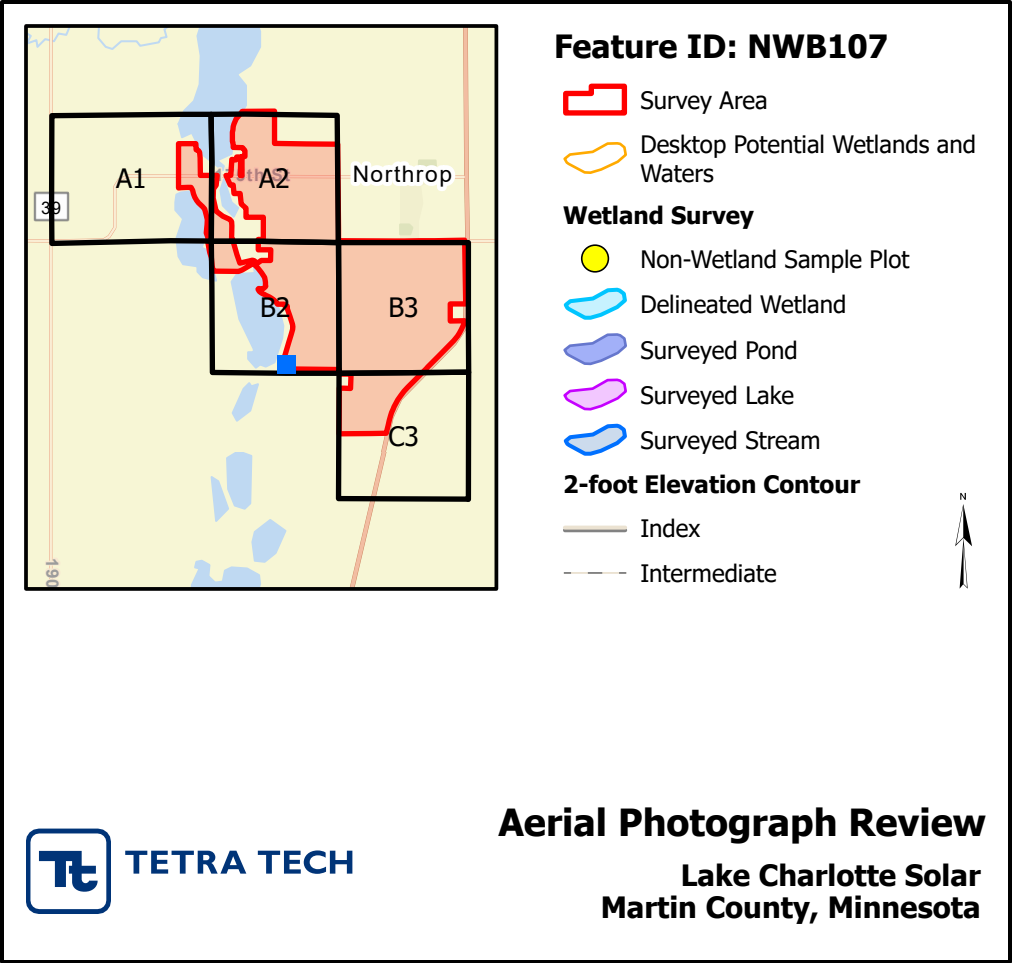 Feature ID: NWB107
Survey Area
Desktop Potential Wetlands and
Waters
Wetland Survey
Non-Wetland Sample Plot
Delineated Wetland
Surveyed Pond
Surveyed Lake
Surveyed Stream
2-foot Elevation Contour
Index
Intermediate
N
A1
A2
Northrop
39
B2
B3
C3
190
Aerial Photograph Review
Tt TETRA TECH
Lake Charlotte Solar
Martin County, Minnesota